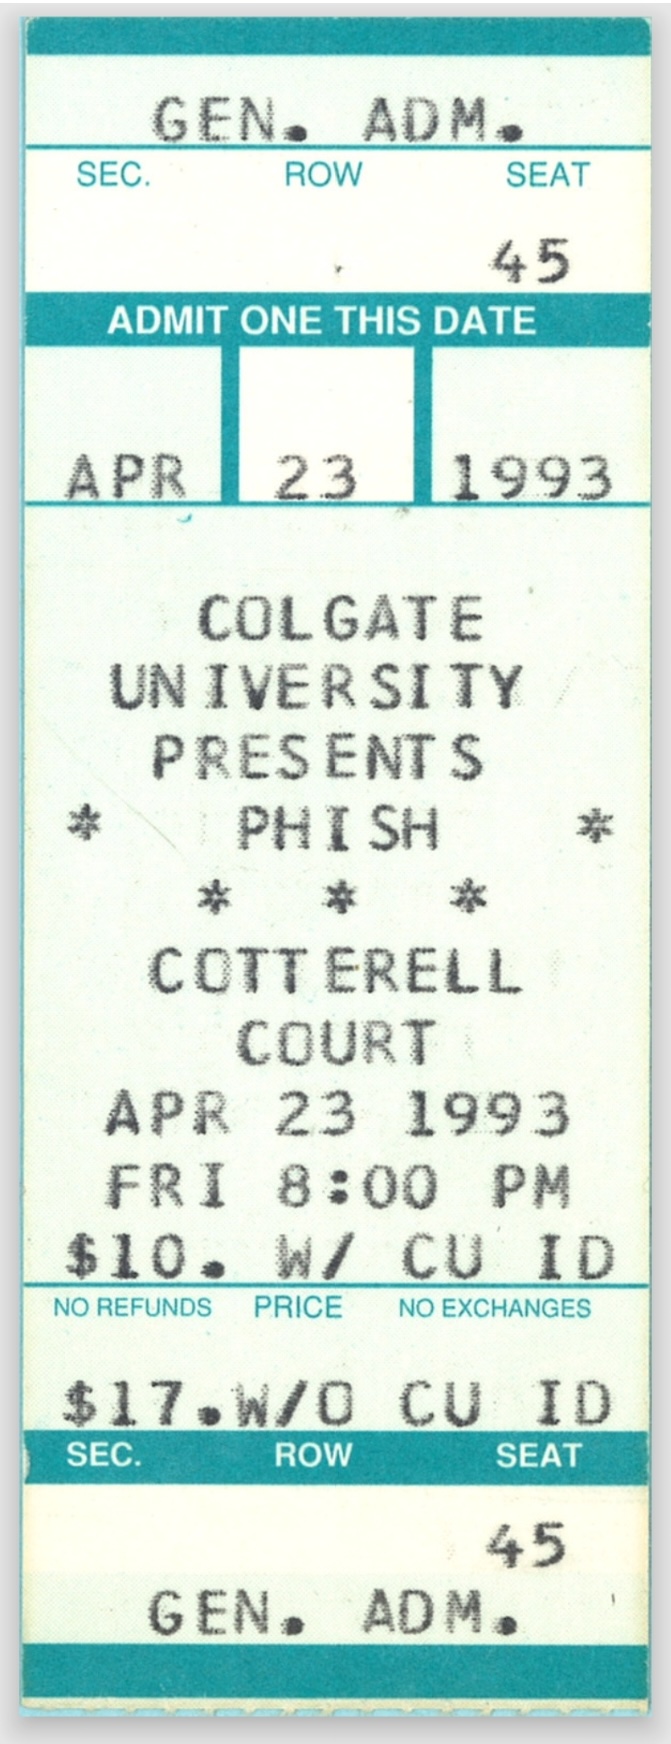 GEN. ADM.
SEC. ROW SEAT
45
ADMIT ONE THIS DATE
APR 23 1993
COLGATE
UNIVERSITY
PRESENTS
* PHISH *
* * *
COTTERELL
COURT
APR 23 1993
FRI 8:00 PM
$10. W/ CU ID
NO REFUNDS PRICE NO EXCHANGES
$17.W/O CU ID
SEC. ROW SEAT
45
GEN. ADM.